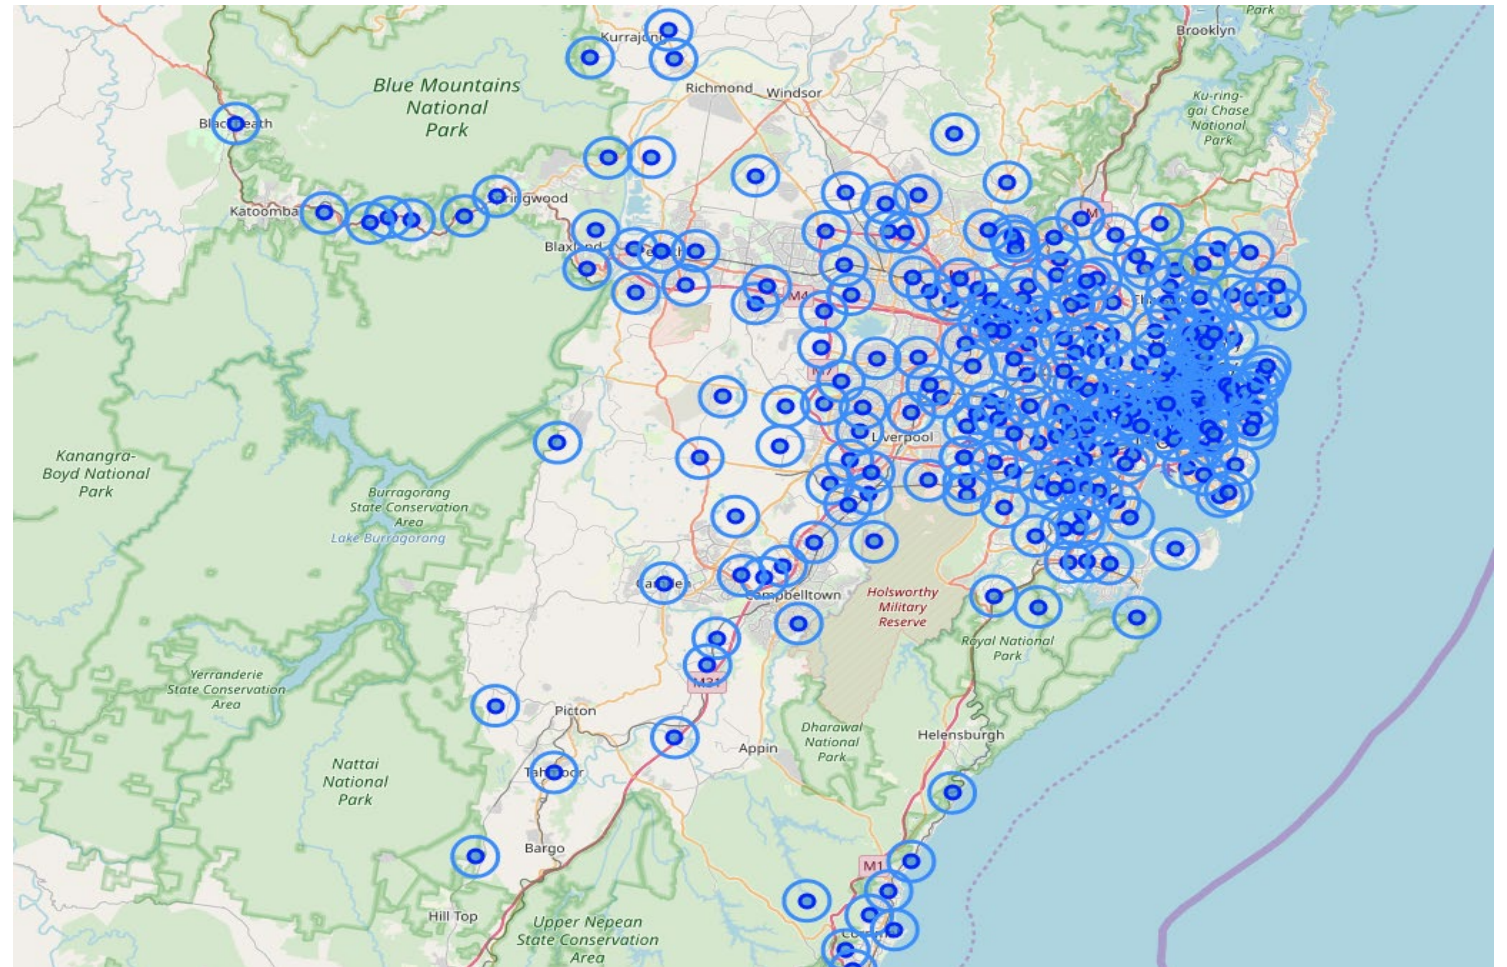 Park
Brooklyn
Kurrajong
Richmond
Windsor
Blue Mountains
National
Park
Ku-ring-
gai Chase
National
Park
Katoomba
M4
Liverpool
Kanangra-
Boyd National
Park
Burragorang
State Conservation
Area
Lake Burragorang
Campbelltown
Holsworthy
Military
Reserve
Royal National
Park
Yerranderie
State Conservation
Area
M31
Picton
Appin
Dharawal
National
Park
Helensburgh
Nattai
National
Park
Bargo
M1
Hill Top
Upper Nepean
State Conservation
Area